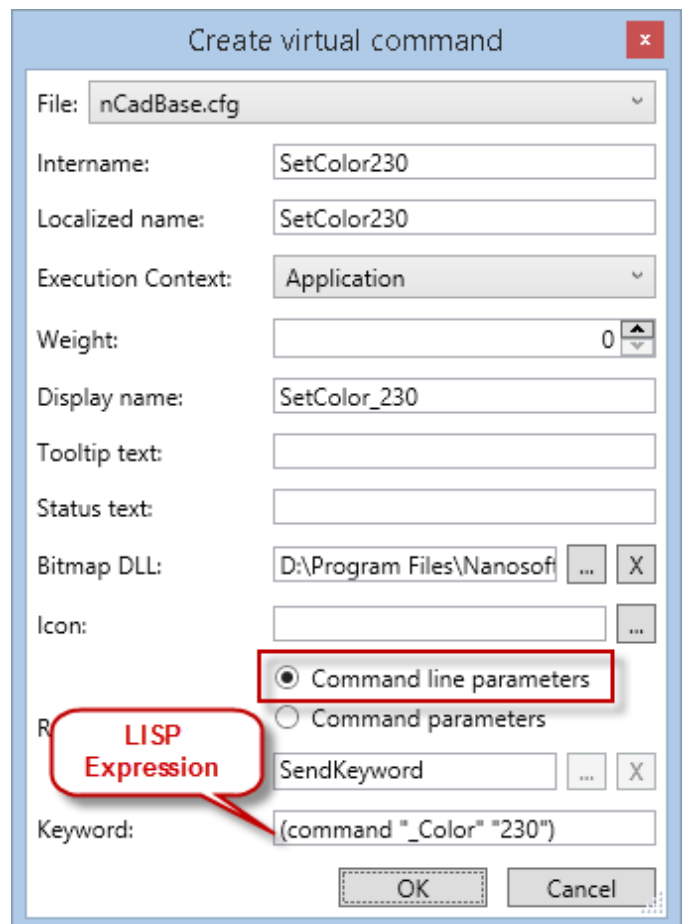 Create virtual command
x
File: nCadBase.cfg
Intername: SetColor230
Localized name: SetColor230
Execution Context: Application
Weight: 0
Display name: SetColor_230
Tooltip text:
Status text:
Bitmap DLL: D:\Program Files\Nanosoft ... X
Icon: ...
Command line parameters
Command parameters
R
LISP
Expression
SendKeyword ... X
Keyword: (command "_Color" "230")
OK Cancel